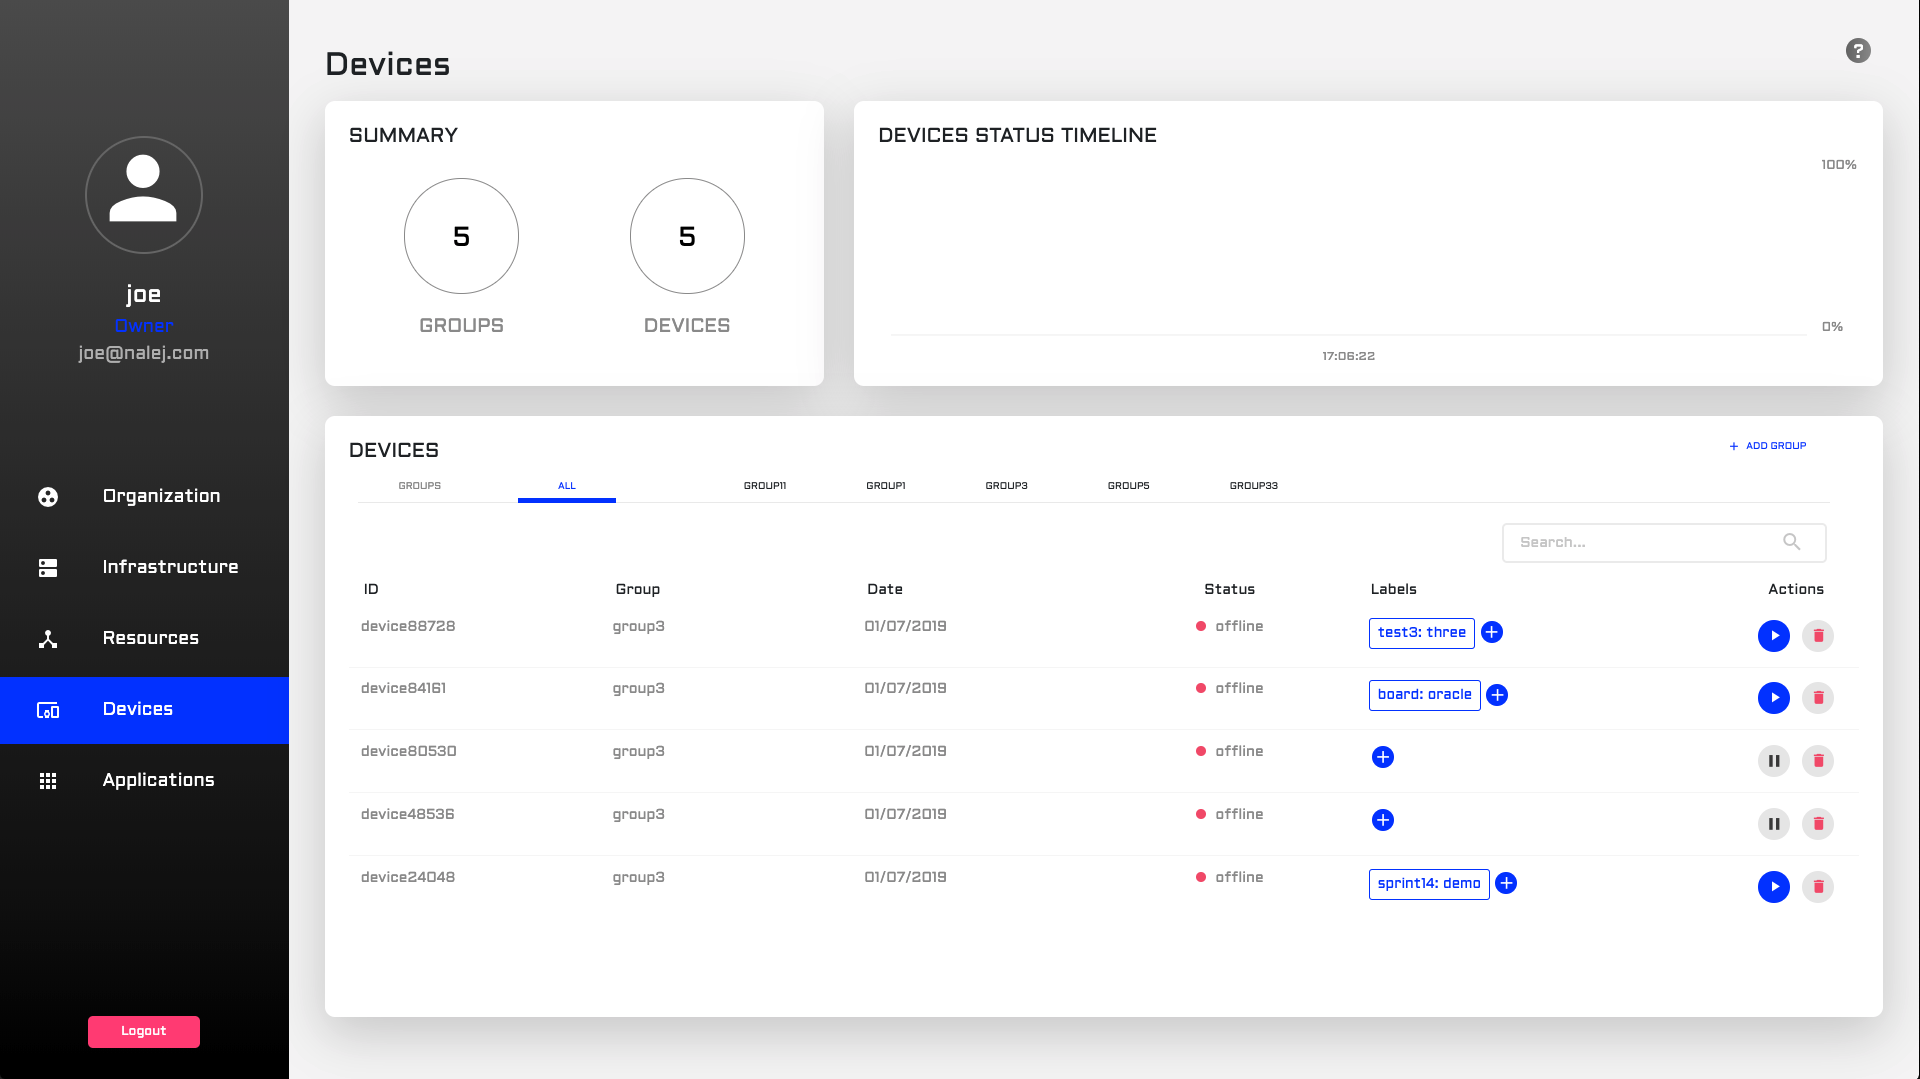 joe
Owner
joe@nalej.com
Organization
Infrastructure
Resources
Devices
Applications
Logout
Devices
?
SUMMARY
5
GROUPS
5
DEVICES
DEVICES STATUS TIMELINE
100%
0%
17:06:22
DEVICES
+ ADD GROUP
GROUPS ALL GROUP11 GROUP1 GROUP3 GROUP5 GROUP33
Search...
ID Group Date Status Labels Actions
device88728 group3 01/07/2019 offline test3: three
device84161 group3 01/07/2019 offline board: oracle
device80530 group3 01/07/2019 offline
device48536 group3 01/07/2019 offline
device24048 group3 01/07/2019 offline sprint14: demo